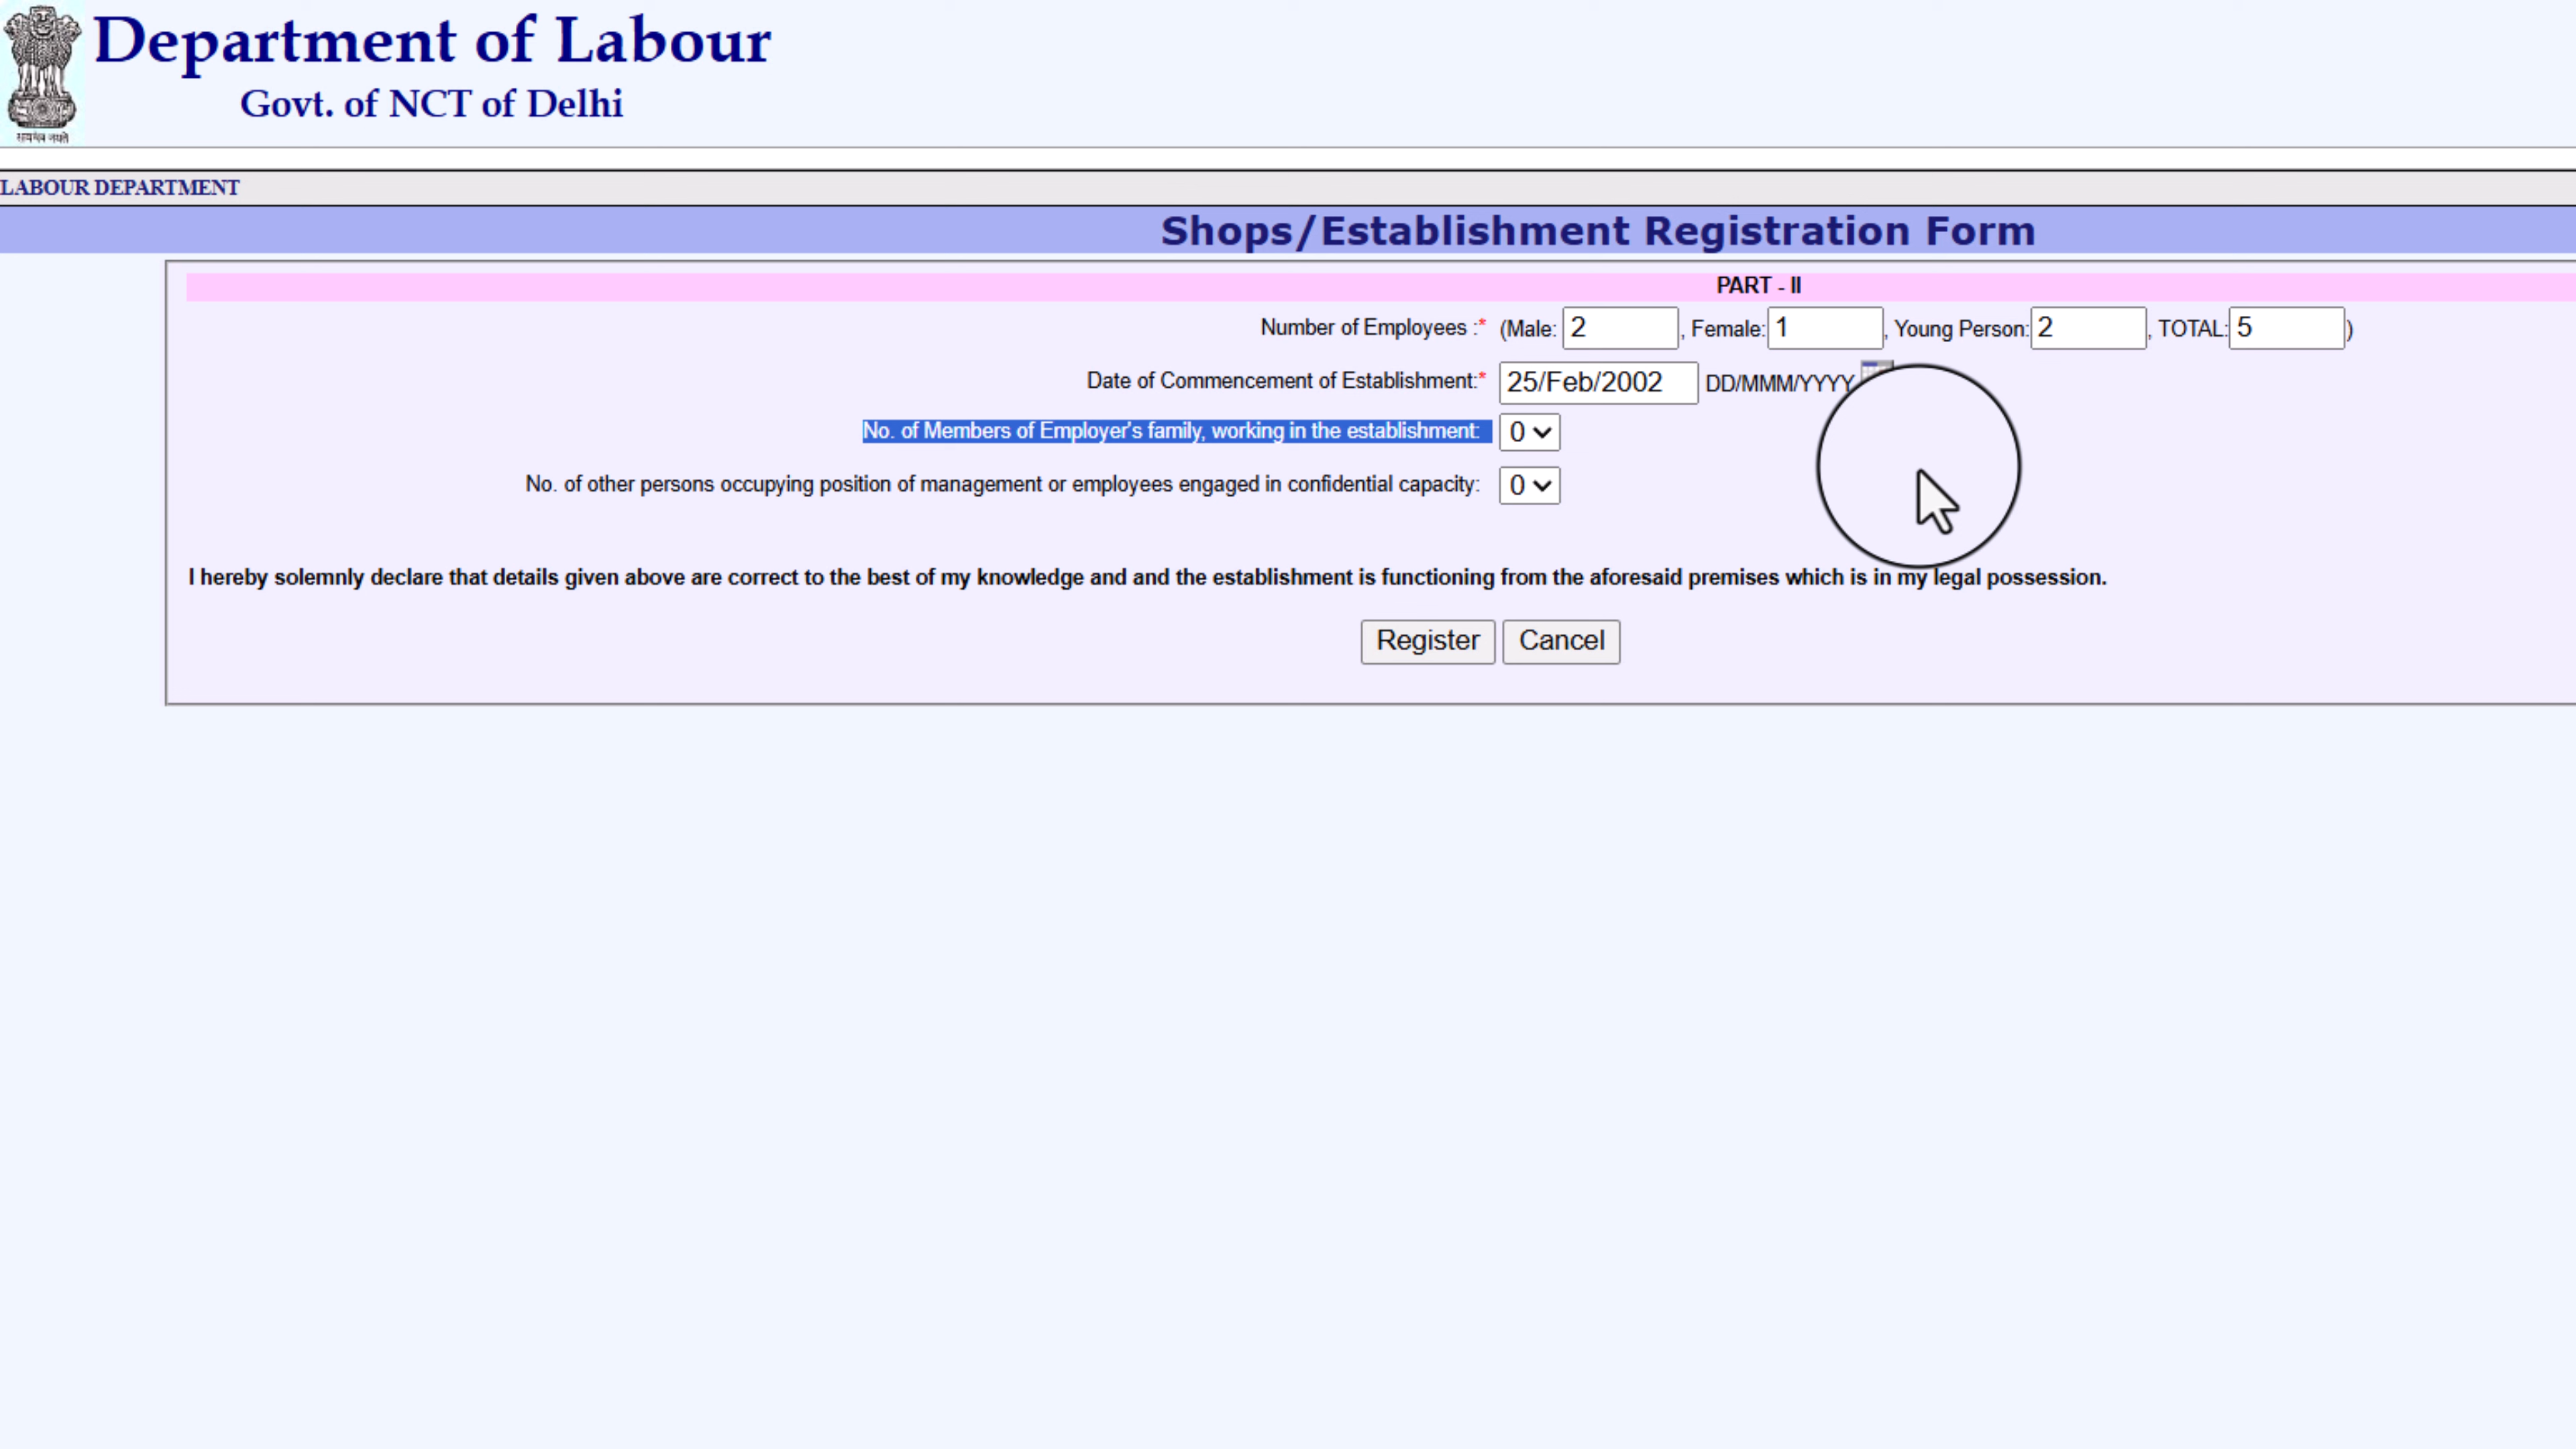 Department of Labour
Govt. of NCT of Delhi
सत्यमेव जयते
LABOUR DEPARTMENT
Shops/Establishment Registration Form
PART - II
Number of Employees :* (Male: 2 , Female: 1 , Young Person: 2 , TOTAL: 5 )
Date of Commencement of Establishment:* 25/Feb/2002 DD/MMM/YYYY
No. of Members of Employer's family, working in the establishment: 0
No. of other persons occupying position of management or employees engaged in confidential capacity: 0
I hereby solemnly declare that details given above are correct to the best of my knowledge and and the establishment is functioning from the aforesaid premises which is in my legal possession.
Register Cancel